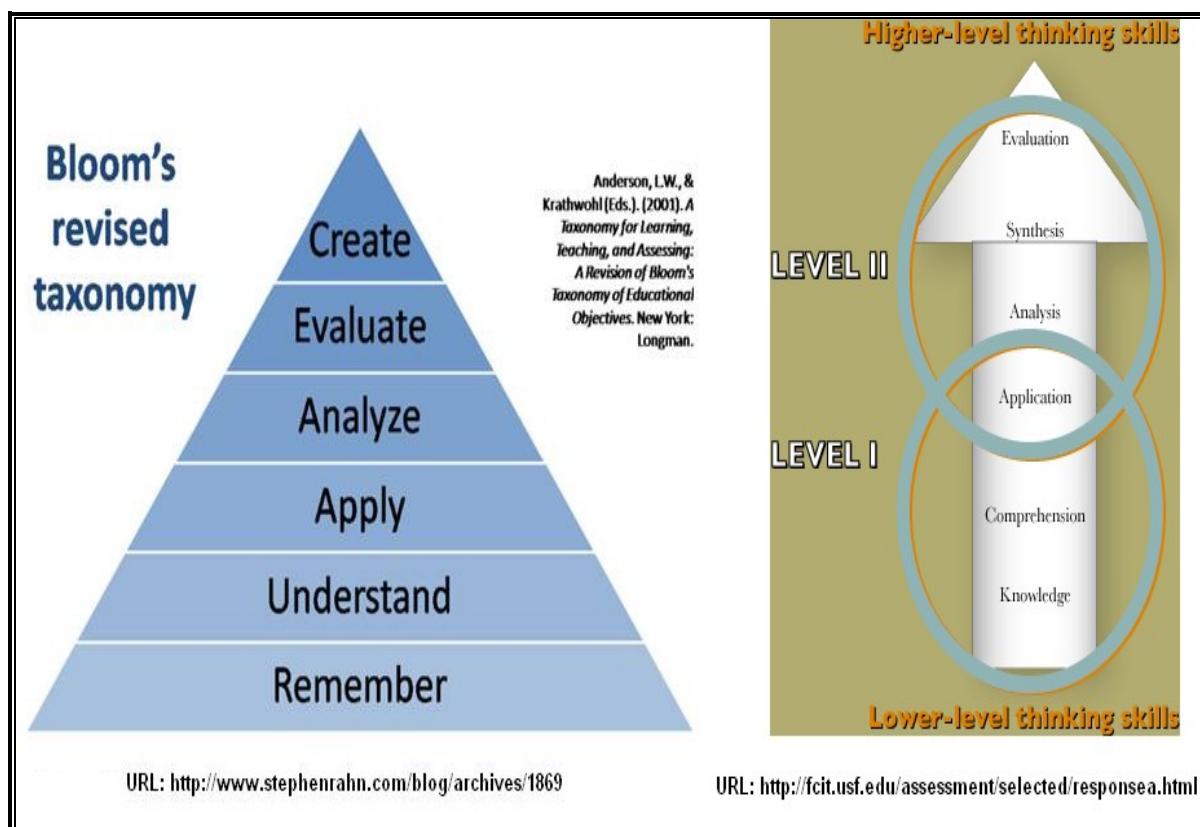 Bloom's
revised
taxonomy
Create
Evaluate
Analyze
Apply
Understand
Remember
Anderson, L.W., &
Krathwohl (Eds.). (2001). A
Taxonomy for Learning,
Teaching, and Assessing:
A Revision of Bloom's
Taxonomy of Educational
Objectives. New York:
Longman.
URL: http://www.stephenrahn.com/blog/archives/1869
Higher-level thinking skills
Evaluation
Synthesis
LEVEL II
Analysis
Application
LEVEL I
Comprehension
Knowledge
Lower-level thinking skills
URL: http://fcit.usf.edu/assessment/selected/responsea.html